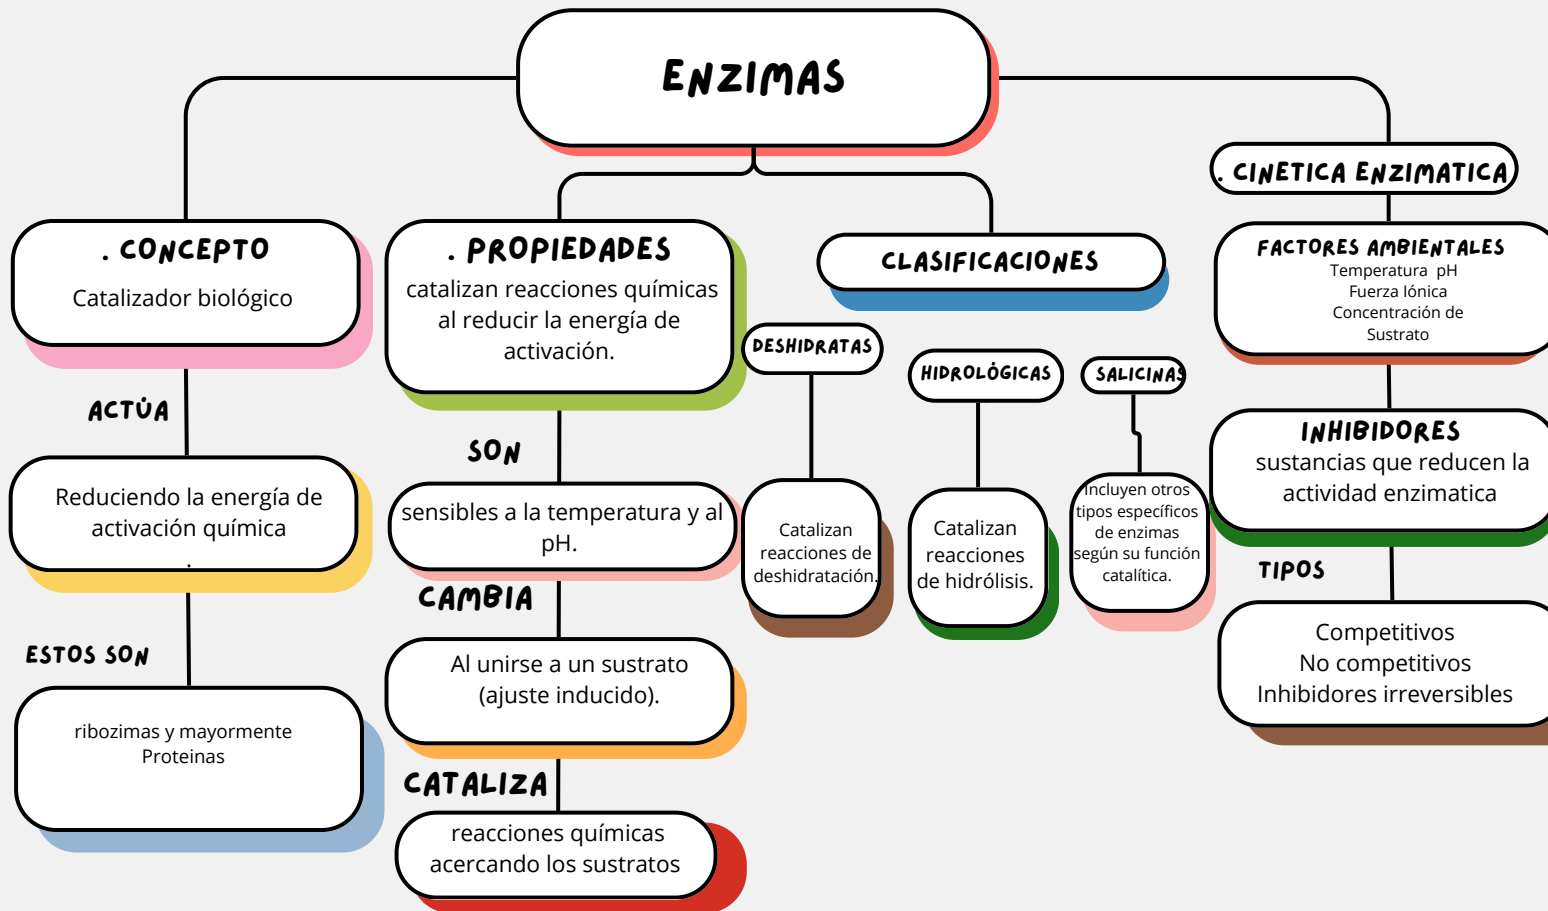 ENZIMAS
. CONCEPTO
Catalizador biológico
ACTÚA
Reduciendo la energía de
activación química
.
ESTOS SON
ribozimas y mayormente
Proteinas
. PROPIEDADES
catalizan reacciones químicas
al reducir la energía de
activación.
SON
sensibles a la temperatura y al
pH.
CAMBIA
Al unirse a un sustrato
(ajuste inducido).
CATALIZA
reacciones químicas
acercando los sustratos
CLASIFICACIONES
DESHIDRATAS
Catalizan
reacciones de
deshidratación.
HIDROLÓGICAS
Catalizan
reacciones
de hidrólisis.
SALICINAS
Incluyen otros
tipos específicos
de enzimas
según su función
catalítica.
. CINETICA ENZIMATICA
FACTORES AMBIENTALES
Temperatura pH
Fuerza Iónica
Concentración de
Sustrato
INHIBIDORES
sustancias que reducen la
actividad enzimatica
TIPOS
Competitivos
No competitivos
Inhibidores irreversibles